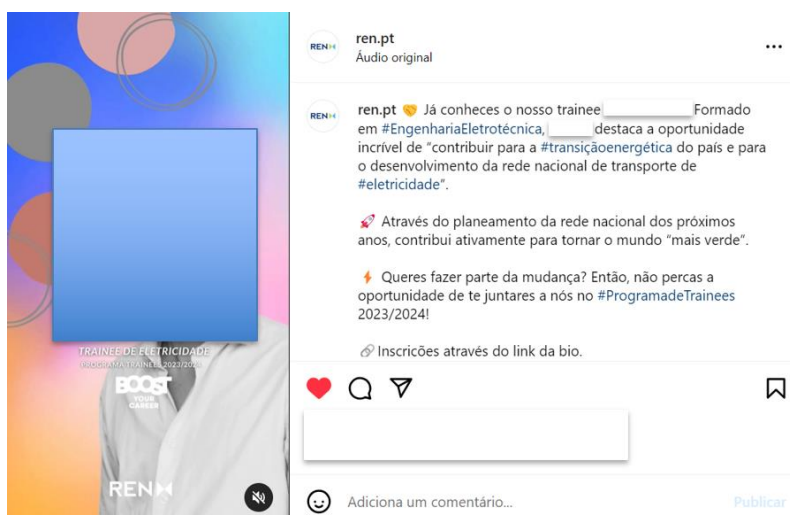 TRAINEE DE ELETRICIDADE
PROGRAMA TRAINEES 2023/2024
BOOST
YOUR
CAREER
REN
REN
ren.pt
Áudio original
REN
ren.pt 🤝 Já conheces o nosso trainee Formado
em #EngenhariaEletrotécnica, destaca a oportunidade
incrível de “contribuir para a #transiçãoenergética do país e para
o desenvolvimento da rede nacional de transporte de
#eletricidade”.
🚀 Através do planeamento da rede nacional dos próximos
anos, contribui ativamente para tornar o mundo “mais verde”.
⚡ Queres fazer parte da mudança? Então, não percas a
oportunidade de te juntares a nós no #ProgramadeTrainees
2023/2024!
🔗 Inscrições através do link da bio.
Adiciona um comentário...
Publicar